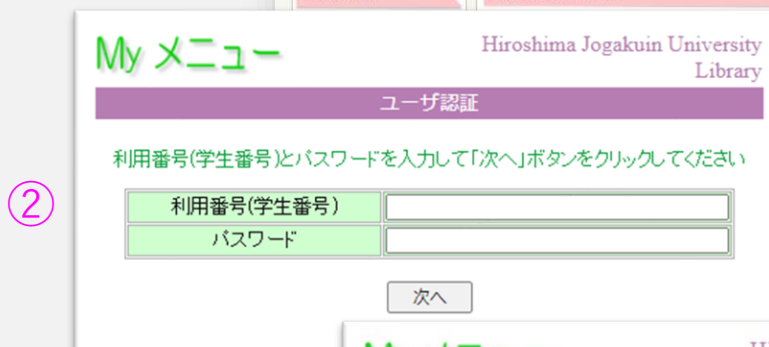 My メニュー
Hiroshima Jogakuin University
Library
ユーザ認証
利用番号(学生番号)とパスワードを入力して「次へ」ボタンをクリックしてください
②
利用番号(学生番号)
パスワード
次へ